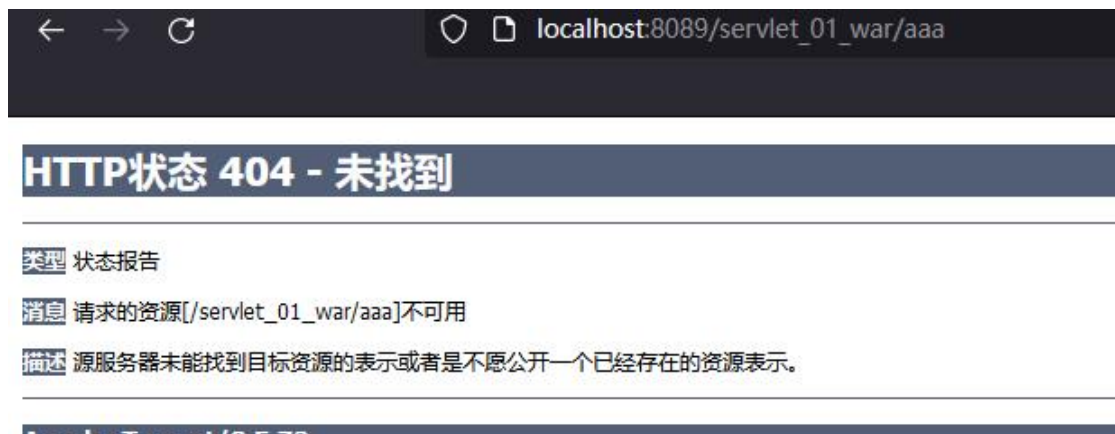 localhost:8089/servlet_01_war/aaa
HTTP状态 404 - 未找到
类型 状态报告
消息 请求的资源[/servlet_01_war/aaa]不可用
描述 源服务器未能找到目标资源的表示或者是不愿公开一个已经存在的资源表示。